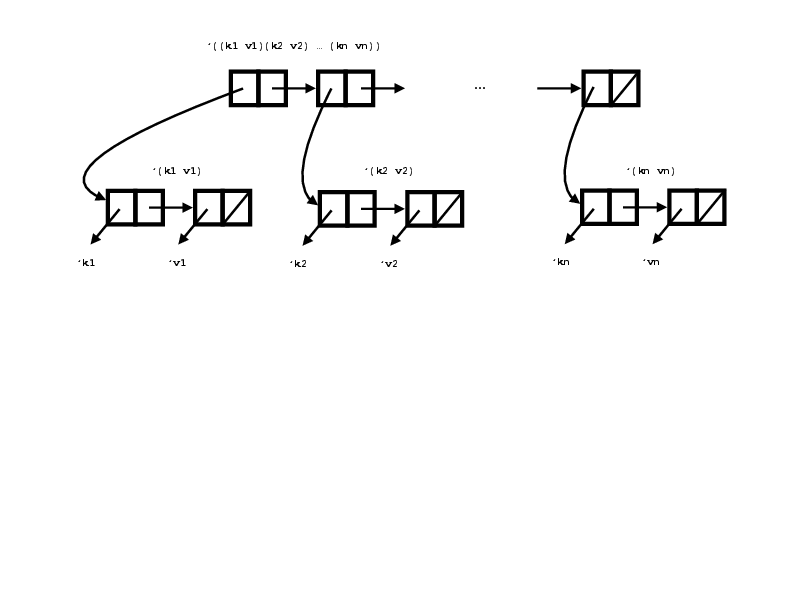 '((k1 v1)(k2 v2) … (kn vn))
...
'(k1 v1) '(k2 v2) '(kn vn)
'k1 'v1 'k2 'v2 'kn 'vn